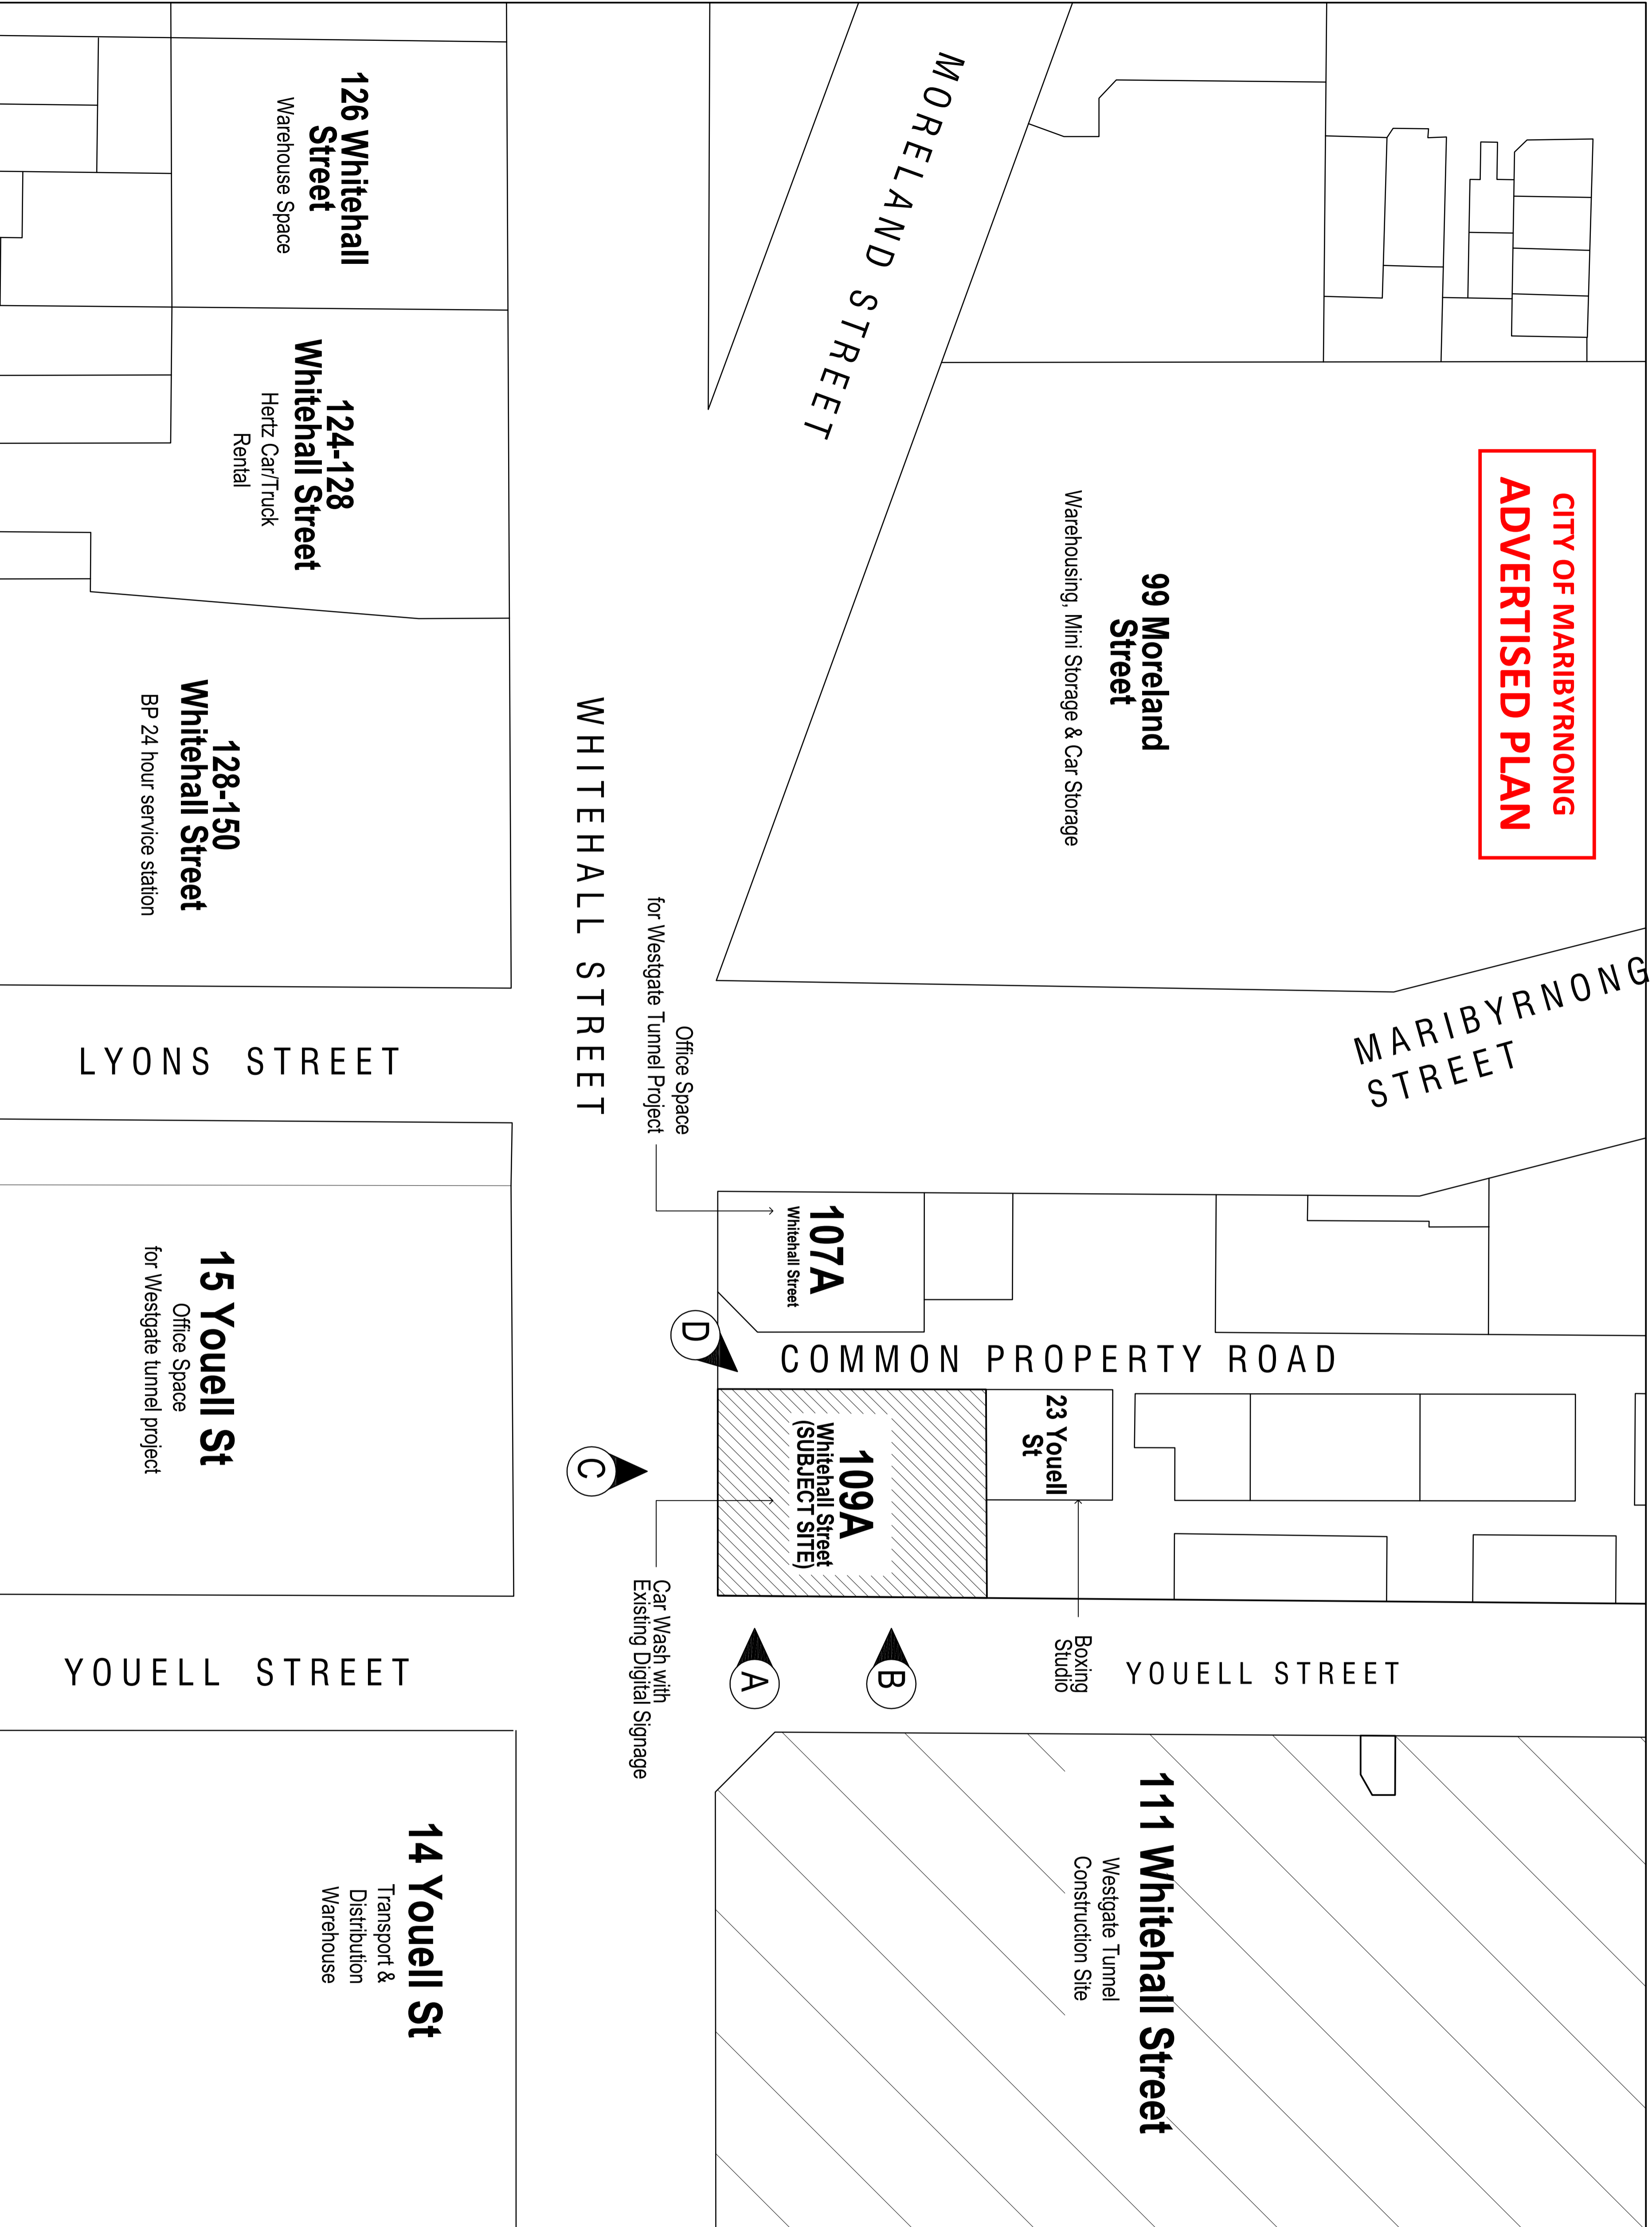 CITY OF MARIBYRNONG
ADVERTISED PLAN
MORELAND STREET
126 Whitehall
Street
Warehouse Space
124-128
Whitehall Street
Hertz Car/Truck
Rental
99 Moreland
Street
Warehousing, Mini Storage & Car Storage
128-150
Whitehall Street
BP 24 hour service station
WHITEHALL STREET
MARIBYRNONG
STREET
LYONS STREET
Office Space
for Westgate Tunnel Project
107A
Whitehall Street
15 Youell St
Office Space
for Westgate tunnel project
D
COMMON PROPERTY ROAD
23 Youell
St
109A
Whitehall Street
(SUBJECT SITE)
C
Car Wash with
Existing Digital Signage
Boxing
Studio
A
B
YOUELL STREET
YOUELL STREET
111 Whitehall Street
Westgate Tunnel
Construction Site
14 Youell St
Transport &
Distribution
Warehouse